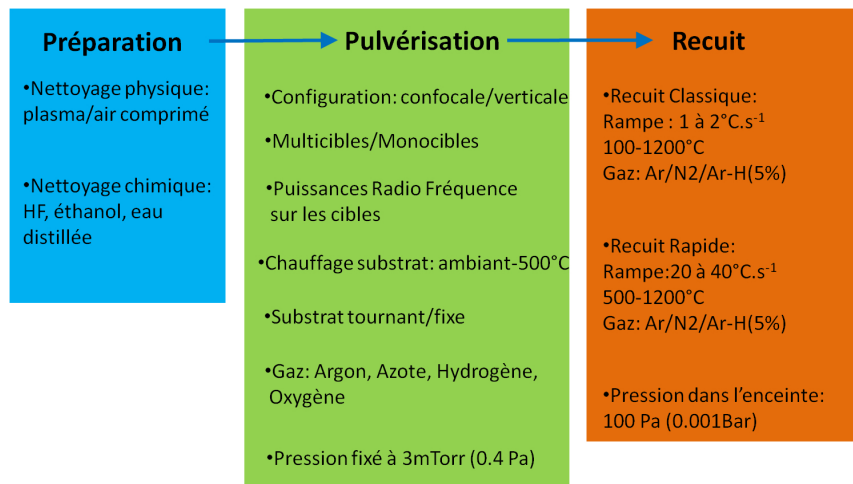 Préparation
•Nettoyage physique:
plasma/air comprimé
•Nettoyage chimique:
HF, éthanol, eau
distillée
Pulvérisation
•Configuration: confocale/verticale
•Multicibles/Monocibles
•Puissances Radio Fréquence
sur les cibles
•Chauffage substrat: ambiant-500°C
•Substrat tournant/fixe
•Gaz: Argon, Azote, Hydrogène,
Oxygène
•Pression fixé à 3mTorr (0.4 Pa)
Recuit
•Recuit Classique:
Rampe : 1 à 2°C.s⁻¹
100-1200°C
Gaz: Ar/N2/Ar-H(5%)
•Recuit Rapide:
Rampe:20 à 40°C.s⁻¹
500-1200°C
Gaz: Ar/N2/Ar-H(5%)
•Pression dans l’enceinte:
100 Pa (0.001Bar)